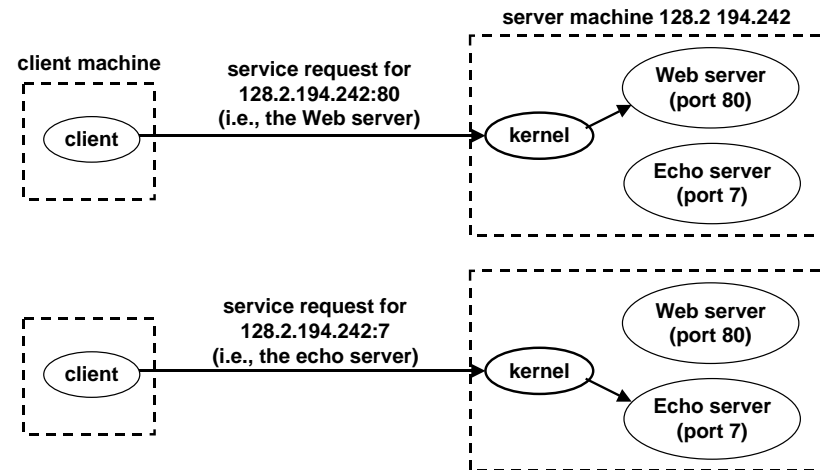 server machine 128.2 194.242
client machine
service request for
128.2.194.242:80
(i.e., the Web server)
client
kernel
Web server
(port 80)
Echo server
(port 7)
service request for
128.2.194.242:7
(i.e., the echo server)
client
kernel
Web server
(port 80)
Echo server
(port 7)